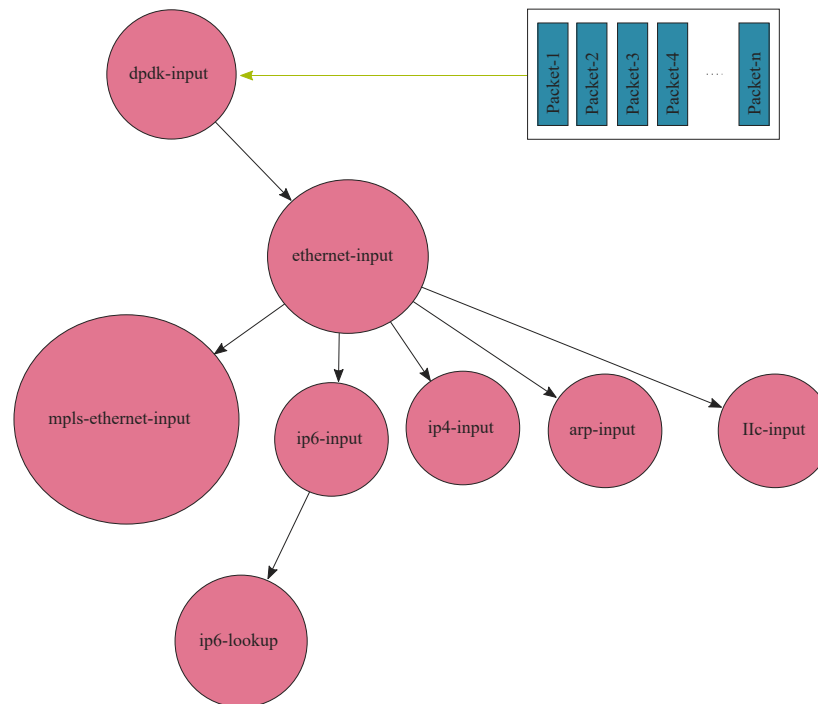 dpdk-input
Packet-1
Packet-2
Packet-3
Packet-4
....
Packet-n
ethernet-input
mpls-ethernet-input
ip6-input
ip4-input
arp-input
IIc-input
ip6-lookup